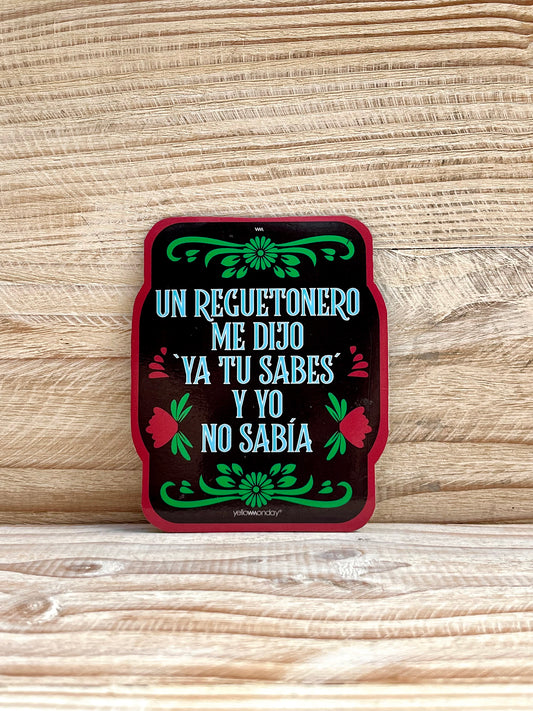 UN REGUETONERO
ME DIJO
`YA TU SABES´
Y YO
NO SABÍA
yellowmonday®